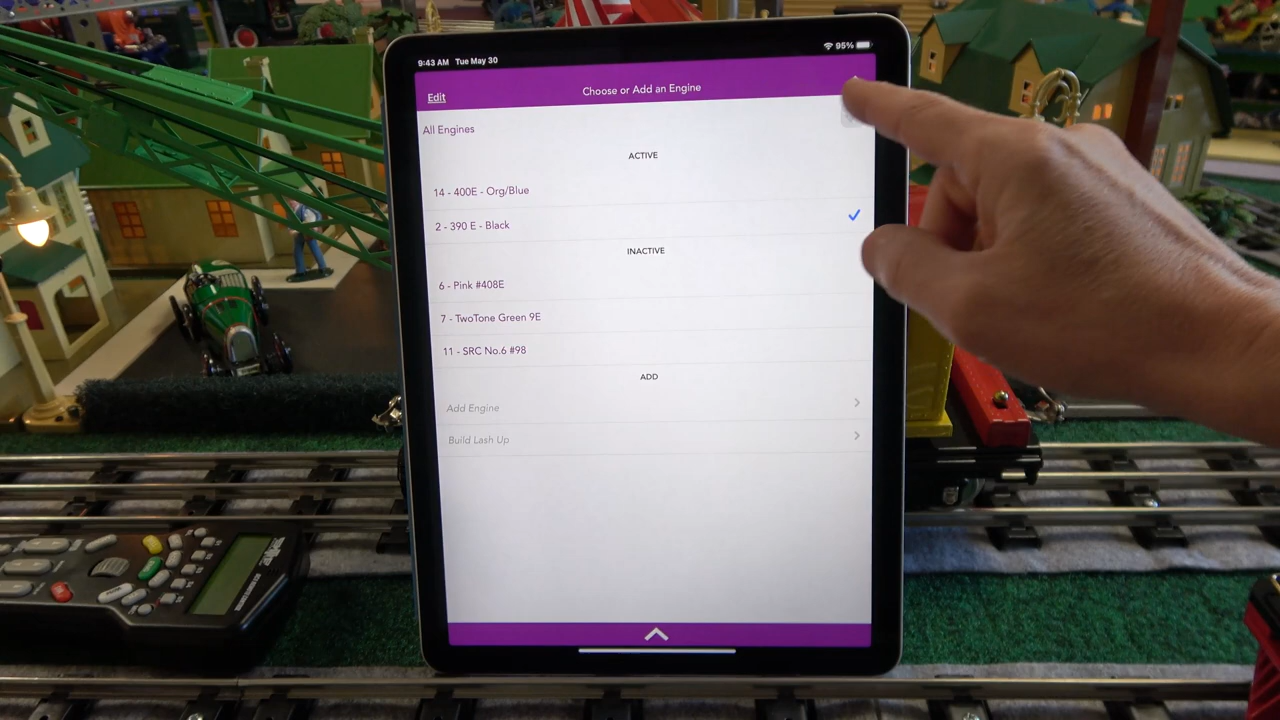 9:43 AM Tue May 30
95%
Edit
Choose or Add an Engine
All Engines
ACTIVE
14 - 400E - Org/Blue
2 - 390 E - Black
INACTIVE
6 - Pink #408E
7 - TwoTone Green 9E
11 - SRC No.6 #98
ADD
Add Engine
Build Lash Up